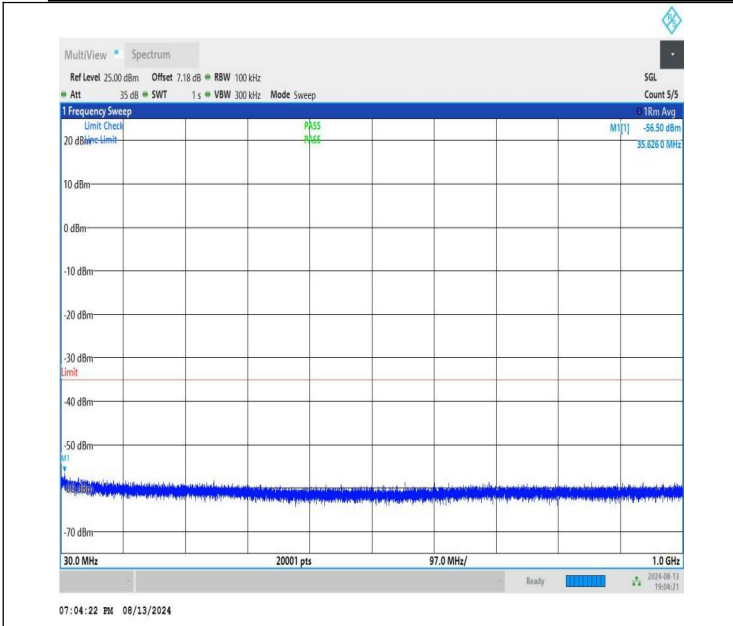 MultiView Spectrum
Ref Level 25.00 dBm Offset 7.18 dB RBW 100 kHz SGL
Att 35 dB SWT 1 s VBW 300 kHz Mode Sweep Count 5/5
1 Frequency Sweep 1Rm Avg
Limit Check PASS M1[1] -56.50 dBm
20 dBm Line Limit PASS 35.626 0 MHz
10 dBm
0 dBm
-10 dBm
-20 dBm
-30 dBm
Limit
-40 dBm
-50 dBm
M1
-70 dBm
30.0 MHz 20001 pts 97.0 MHz/ 1.0 GHz
Ready 2024-08-13
19:04:21
07:04:22 PM 08/13/2024